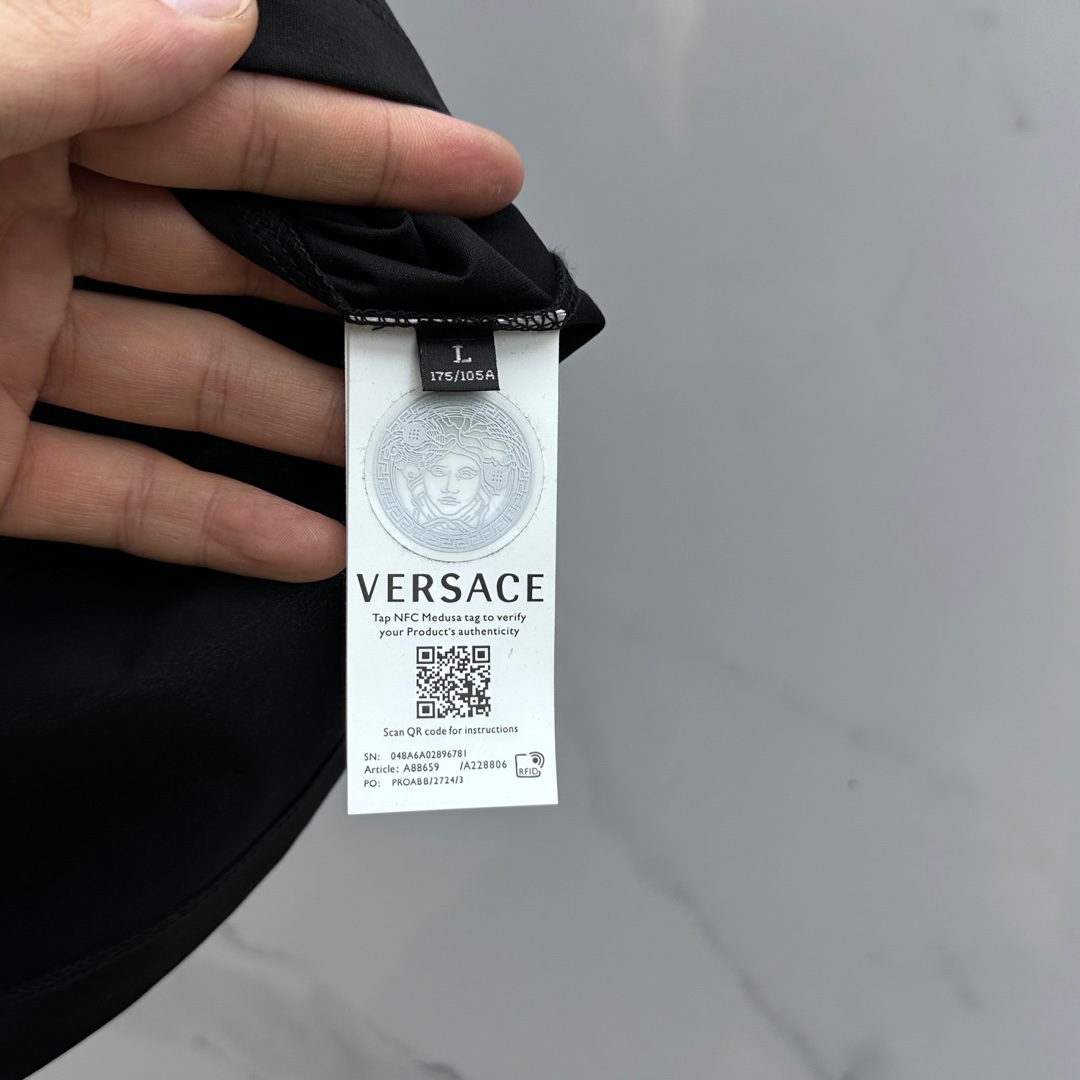 L
175/105A
VERSACE
Tap NFC Medusa tag to verify
your Product's authenticity
Scan QR code for instructions
SN: 048A6A02896781
Article: A88659 /A228806
PO: PROABB/2724/3
RFID